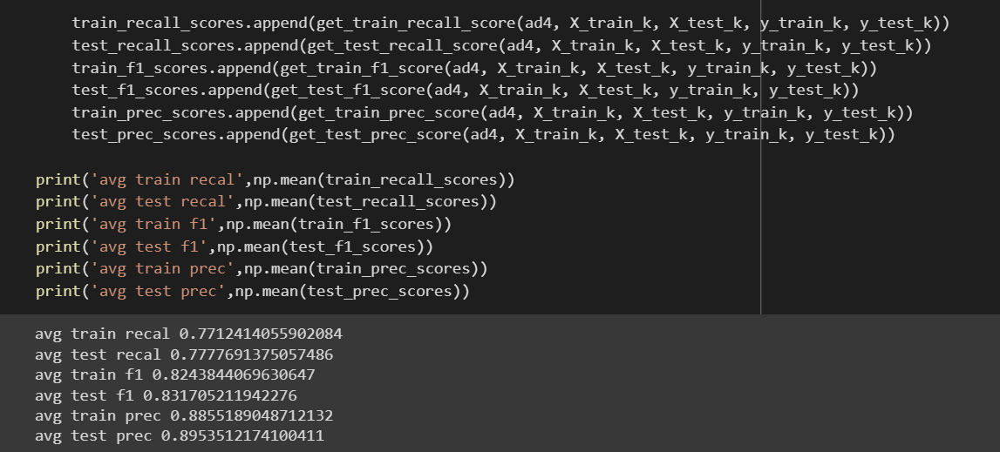 train_recall_scores.append(get_train_recall_score(ad4, X_train_k, X_test_k, y_train_k, y_test_k))
test_recall_scores.append(get_test_recall_score(ad4, X_train_k, X_test_k, y_train_k, y_test_k))
train_f1_scores.append(get_train_f1_score(ad4, X_train_k, X_test_k, y_train_k, y_test_k))
test_f1_scores.append(get_test_f1_score(ad4, X_train_k, X_test_k, y_train_k, y_test_k))
train_prec_scores.append(get_train_prec_score(ad4, X_train_k, X_test_k, y_train_k, y_test_k))
test_prec_scores.append(get_test_prec_score(ad4, X_train_k, X_test_k, y_train_k, y_test_k))
print('avg train recal',np.mean(train_recall_scores))
print('avg test recal',np.mean(test_recall_scores))
print('avg train f1',np.mean(train_f1_scores))
print('avg test f1',np.mean(test_f1_scores))
print('avg train prec',np.mean(train_prec_scores))
print('avg test prec',np.mean(test_prec_scores))
avg train recal 0.7712414055902084
avg test recal 0.7777691375057486
avg train f1 0.8243844069630647
avg test f1 0.831705211942276
avg train prec 0.8855189048712132
avg test prec 0.8953512174100411